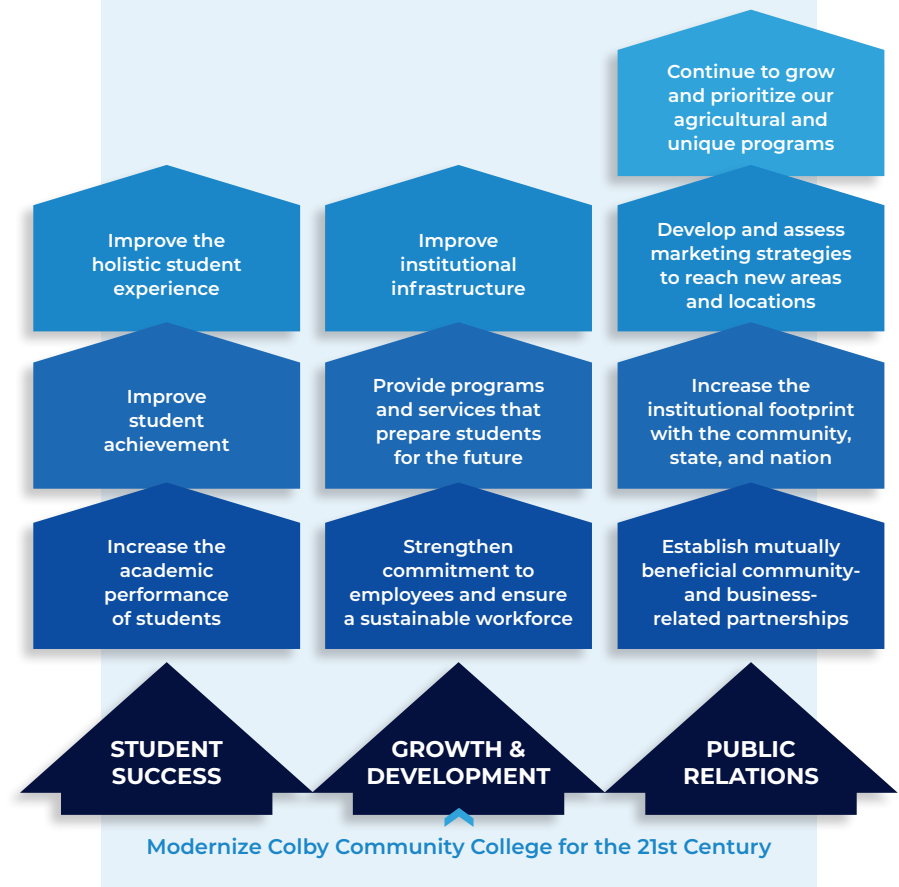 Continue to grow
and prioritize our
agricultural and
unique programs
Improve the
holistic student
experience
Improve
institutional
infrastructure
Develop and assess
marketing strategies
to reach new areas
and locations
Improve
student
achievement
Provide programs
and services that
prepare students
for the future
Increase the
institutional footprint
with the community,
state, and nation
Increase the
academic
performance
of students
Strengthen
commitment to
employees and ensure
a sustainable workforce
Establish mutually
beneficial community-
and business-
related partnerships
STUDENT
SUCCESS
GROWTH &
DEVELOPMENT
PUBLIC
RELATIONS
Modernize Colby Community College for the 21st Century